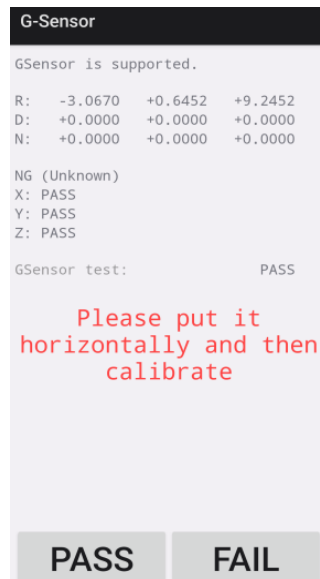 G-Sensor
GSensor is supported.
R: -3.0670 +0.6452 +9.2452
D: +0.0000 +0.0000 +0.0000
N: +0.0000 +0.0000 +0.0000
NG (Unknown)
X: PASS
Y: PASS
Z: PASS
GSensor test: PASS
Please put it
horizontally and then
calibrate
PASS FAIL